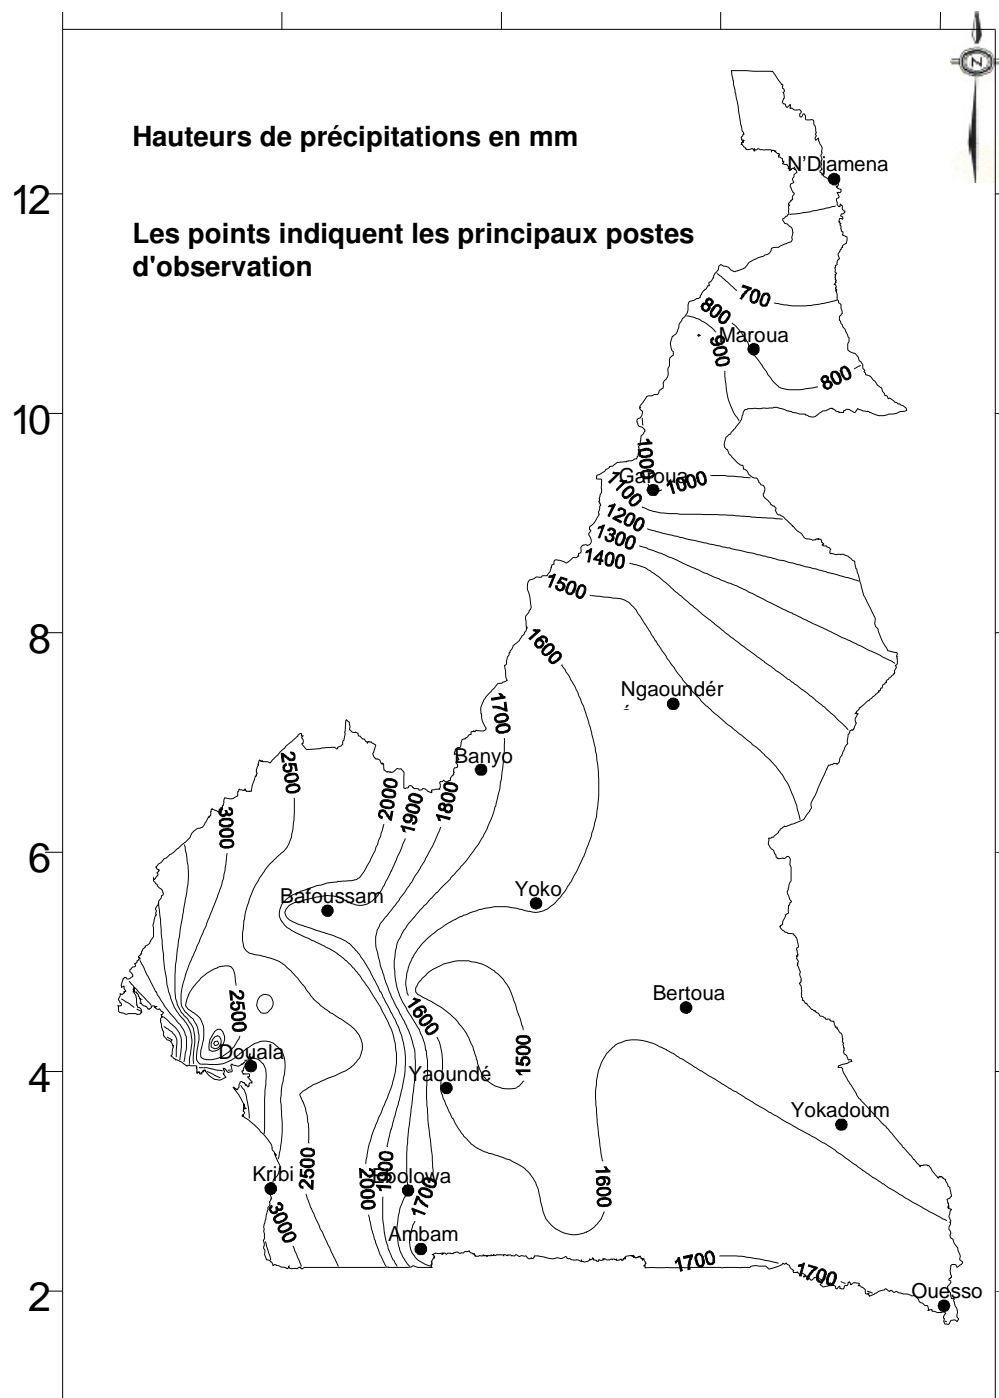 Hauteurs de précipitations en mm
N'Djamena
12
Les points indiquent les principaux postes
d'observation
700
800
Maroua
900
800
10
1000
Garoua
1000
1100
1200
1300
1400
1500
8
1600
Ngaoundér
é
1700
Banyo
2500
2000
1900
1800
3000
6
Yoko
Bafoussam
Bertoua
2500
1600
1500
Douala
4
Yaoundé
Yokadoum
2500
Kribi
2000
1900
Ebolowa
1700
1600
3000
Ambam
1700
1700
2
Ouesso
N